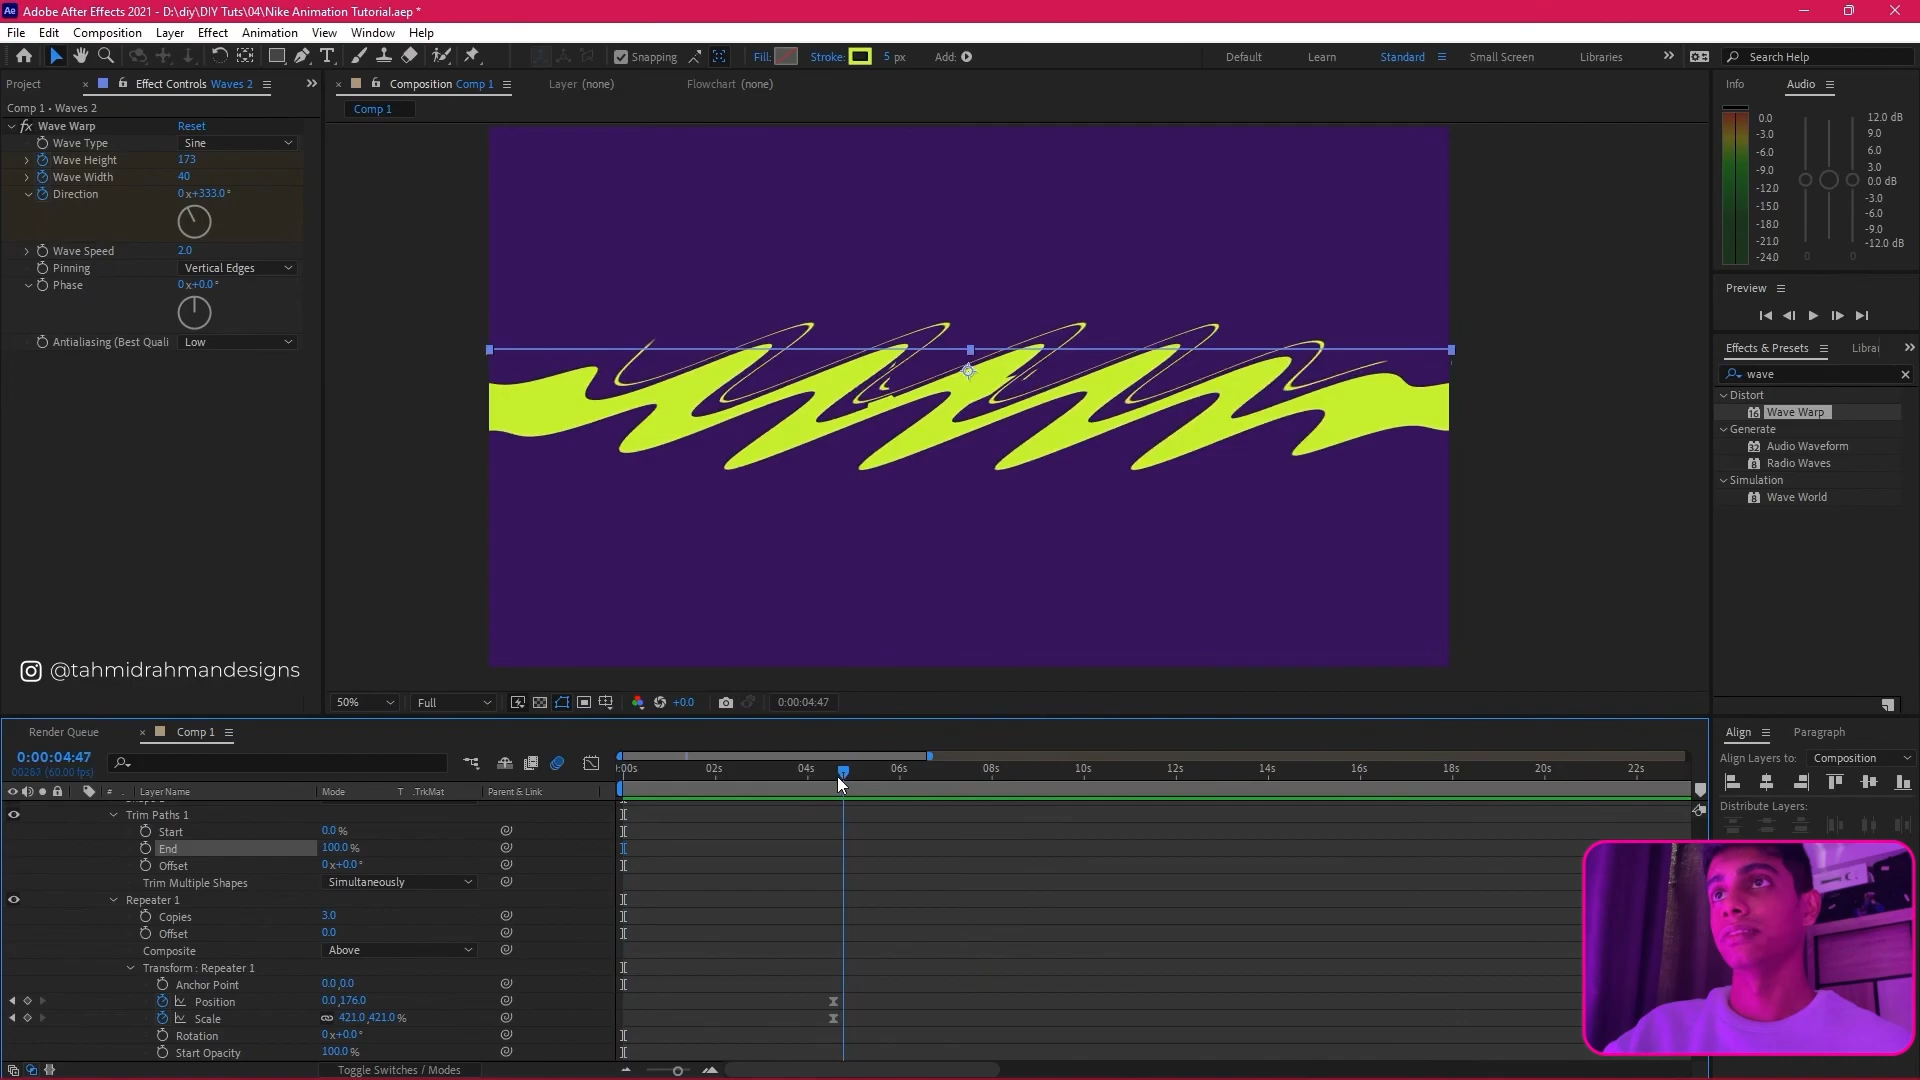 Ae Adobe After Effects 2021 - D:\diy\DIY Tuts\04\Nike Animation Tutorial.aep *
File Edit Composition Layer Effect Animation View Window Help
Snapping Fill: Stroke: 5 px Add: Default Learn Standard Small Screen Libraries Search Help
Project Effect Controls Waves 2 Composition Comp 1 Layer (none) Flowchart (none) Info Audio
Comp 1 • Waves 2
Comp 1
fx Wave Warp Reset
Wave Type Sine
Wave Height 173
Wave Width 40
Direction 0x+333.0°
Wave Speed 2.0
Pinning Vertical Edges
Phase 0x+0.0°
Antialiasing (Best Quali Low
0.0 12.0 dB
-3.0 9.0
-6.0 6.0
-9.0 3.0
-12.0 0.0 dB
-15.0 -3.0
-18.0 -6.0
-21.0 -9.0
-24.0 0 0 -12.0 dB
Preview
Effects & Presets Librar
wave
Distort
Wave Warp
Generate
Audio Waveform
Radio Waves
Simulation
Wave World
@tahmidrahmandesigns
50% Full +0.0 0:00:04:47
Render Queue Comp 1
0:00:04:47
00287 (60.00 fps)
:00s 02s 04s 06s 08s 10s 12s 14s 16s 18s 20s 22s
# Layer Name Mode T .TrkMat Parent & Link
Trim Paths 1
Start 0.0 %
End 100.0 %
Offset 0x+0.0°
Trim Multiple Shapes Simultaneously
Repeater 1
Copies 3.0
Offset 0.0
Composite Above
Transform : Repeater 1
Anchor Point 0.0,0.0
Position 0.0,176.0
Scale 421.0,421.0 %
Rotation 0x+0.0°
Start Opacity 100.0 %
Toggle Switches / Modes
Align Paragraph
Align Layers to: Composition
Distribute Layers: